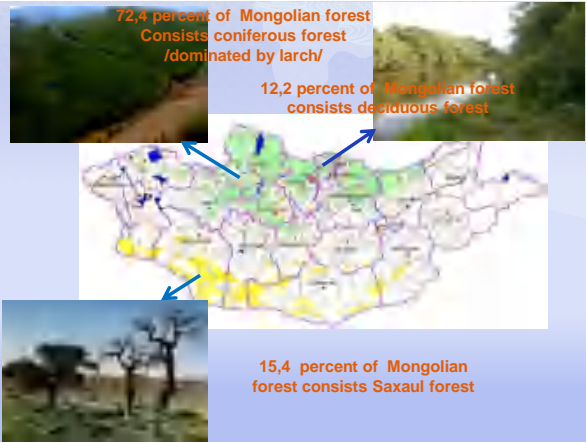 72,4 percent of Mongolian forest
Consists coniferous forest
/dominated by larch/
12,2 percent of Mongolian forest
consists deciduous forest
15,4 percent of Mongolian
forest consists Saxaul forest